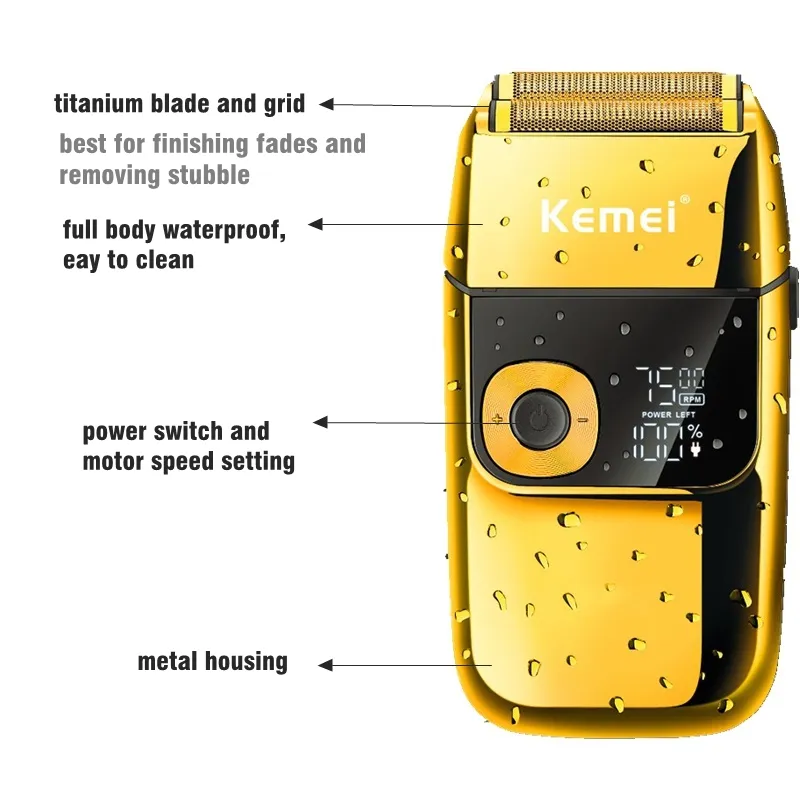 titanium blade and grid
best for finishing fades and
removing stubble
full body waterproof,
eay to clean
Kemei®
7500
RPM
POWER LEFT
100%
+ -
power switch and
motor speed setting
metal housing